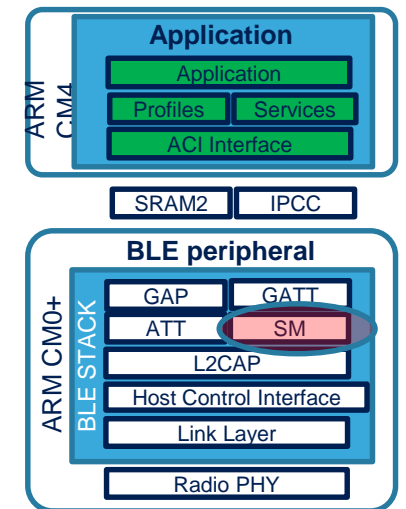 ARM CM4
Application
Application
Profiles Services
ACI Interface
SRAM2 IPCC
ARM CM0+
BLE peripheral
BLE STACK
GAP GATT
ATT SM
L2CAP
Host Control Interface
Link Layer
Radio PHY